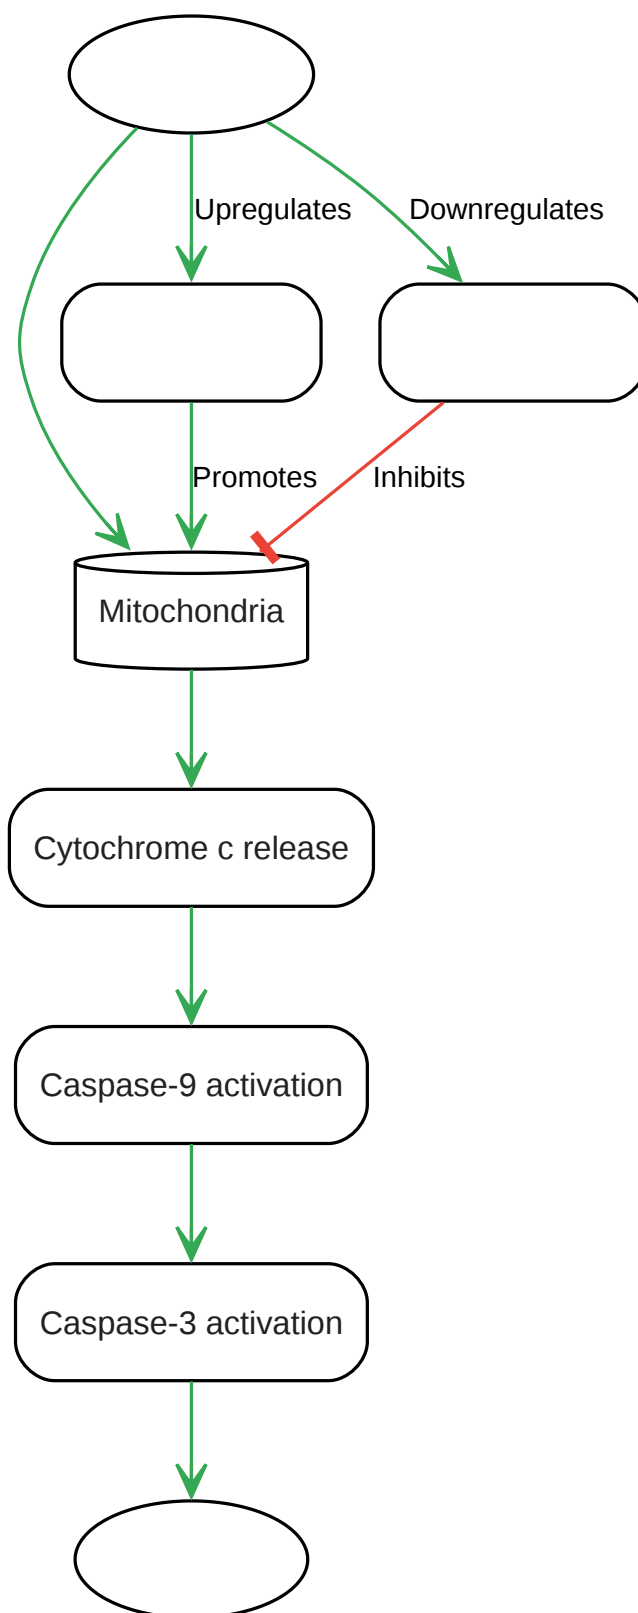 Upregulates
Downregulates
Promotes
Inhibits
Mitochondria
Cytochrome c release
Caspase-9 activation
Caspase-3 activation